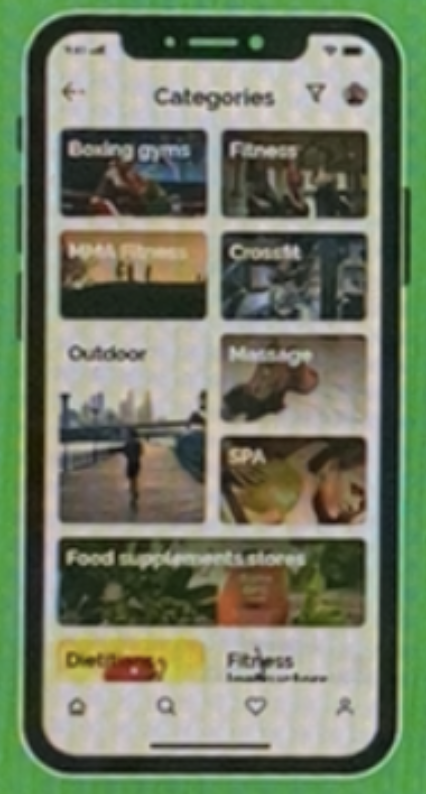 9:41
Categories
Boxing gyms
Fitness
MMA Fitness
Crossfit
Outdoor
Massage
SPA
Food supplements stores
Dietitians
Fitness
Instructors